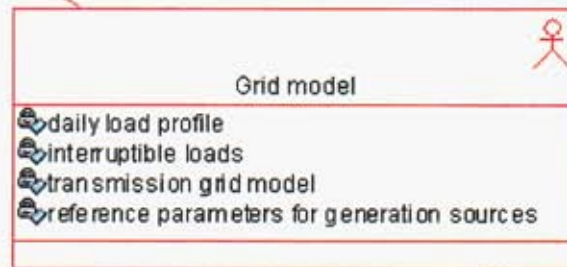 Grid model
daily load profile
interruptible loads
transmission grid model
reference parameters for generation sources